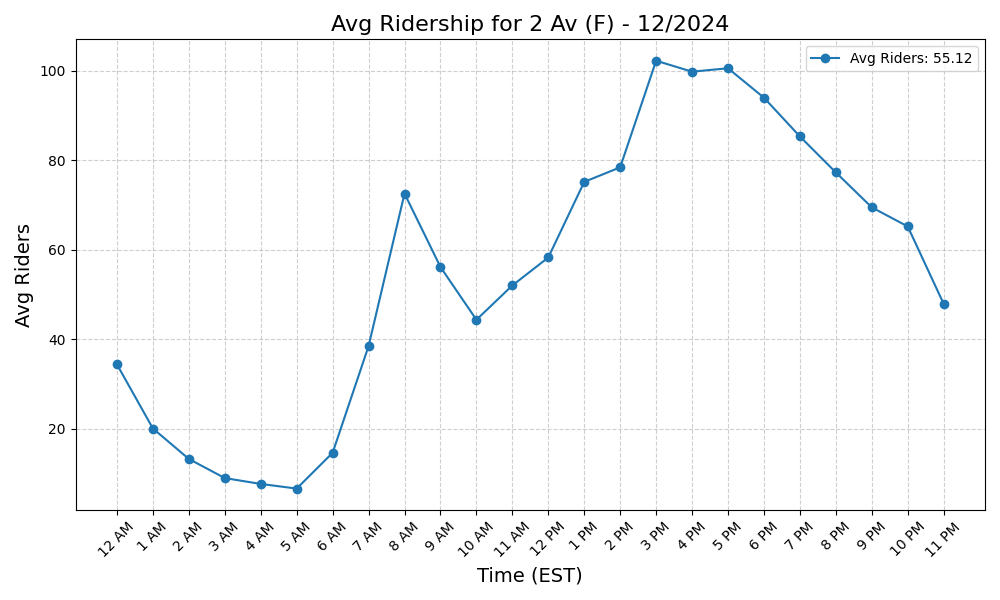 Avg Ridership for 2 Av (F) - 12/2024
Avg Riders: 55.12
Avg Riders
100
80
60
40
20
12 AM
1 AM
2 AM
3 AM
4 AM
5 AM
6 AM
7 AM
8 AM
9 AM
10 AM
11 AM
12 PM
1 PM
2 PM
3 PM
4 PM
5 PM
6 PM
7 PM
8 PM
9 PM
10 PM
11 PM
Time (EST)